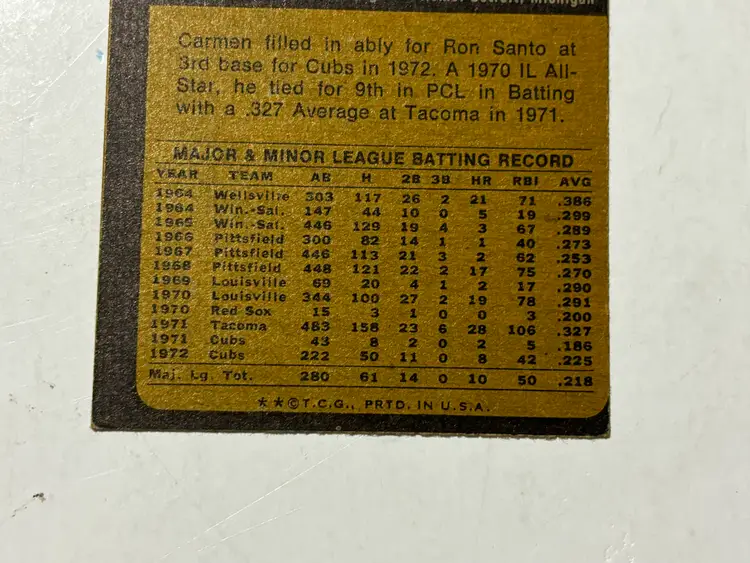 Detroit, Michigan
Carmen filled in ably for Ron Santo at
3rd base for Cubs in 1972. A 1970 IL All-
Star, he tied for 9th in PCL in Batting
with a .327 Average at Tacoma in 1971.
MAJOR & MINOR LEAGUE BATTING RECORD
YEAR TEAM AB H 2B 3B HR RBI AVG
1964 Wellsville 303 117 26 2 21 71 .386
1964 Win.-Sal. 147 44 10 0 5 19 .299
1965 Win.-Sal. 446 129 19 4 3 67 .289
1966 Pittsfield 300 82 14 1 1 40 .273
1967 Pittsfield 446 113 21 3 2 62 .253
1968 Pittsfield 448 121 22 2 17 75 .270
1969 Louisville 69 20 4 1 2 17 .290
1970 Louisville 344 100 27 2 19 78 .291
1970 Red Sox 15 3 1 0 0 3 .200
1971 Tacoma 483 158 23 6 28 106 .327
1971 Cubs 43 8 2 0 2 5 .186
1972 Cubs 222 50 11 0 8 42 .225
Maj. Lg. Tot. 280 61 14 0 10 50 .218
**©T.C.G., PRTD. IN U.S.A.